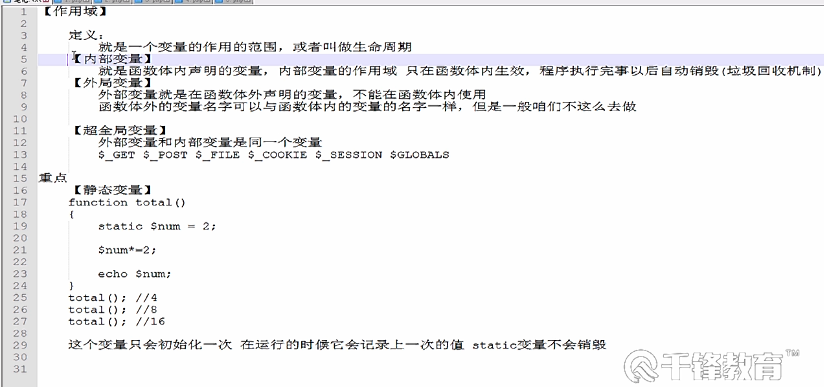 【作用域】
定义:
就是一个变量的作用的范围，或者叫做生命周期
【内部变量】
就是函数体内声明的变量，内部变量的作用域 只在函数体内生效，程序执行完事以后自动销毁(垃圾回收机制)
【外局变量】
外部变量就是在函数体外声明的变量，不能在函数体内使用
函数体外的变量名字可以与函数体内的变量的名字一样，但是一般咱们不这么去做
【超全局变量】
外部变量和内部变量是同一个变量
$_GET $_POST $_FILE $_COOKIE $_SESSION $GLOBALS
重点
【静态变量】
function total()
{
static $num = 2;
$num*=2;
echo $num;
}
total(); //4
total(); //8
total(); //16
这个变量只会初始化一次 在运行的时候它会记录上一次的值 static变量不会销毁
千锋教育™